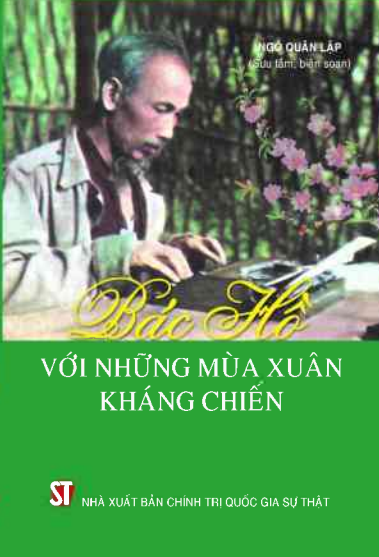 NGÔ QUÂN LẬP
(Sưu tầm, biên soạn)
Bác Hồ
VỚI NHỮNG MÙA XUÂN
KHÁNG CHIẾN
ST
NHÀ XUẤT BẢN CHÍNH TRỊ QUỐC GIA SỰ THẬT